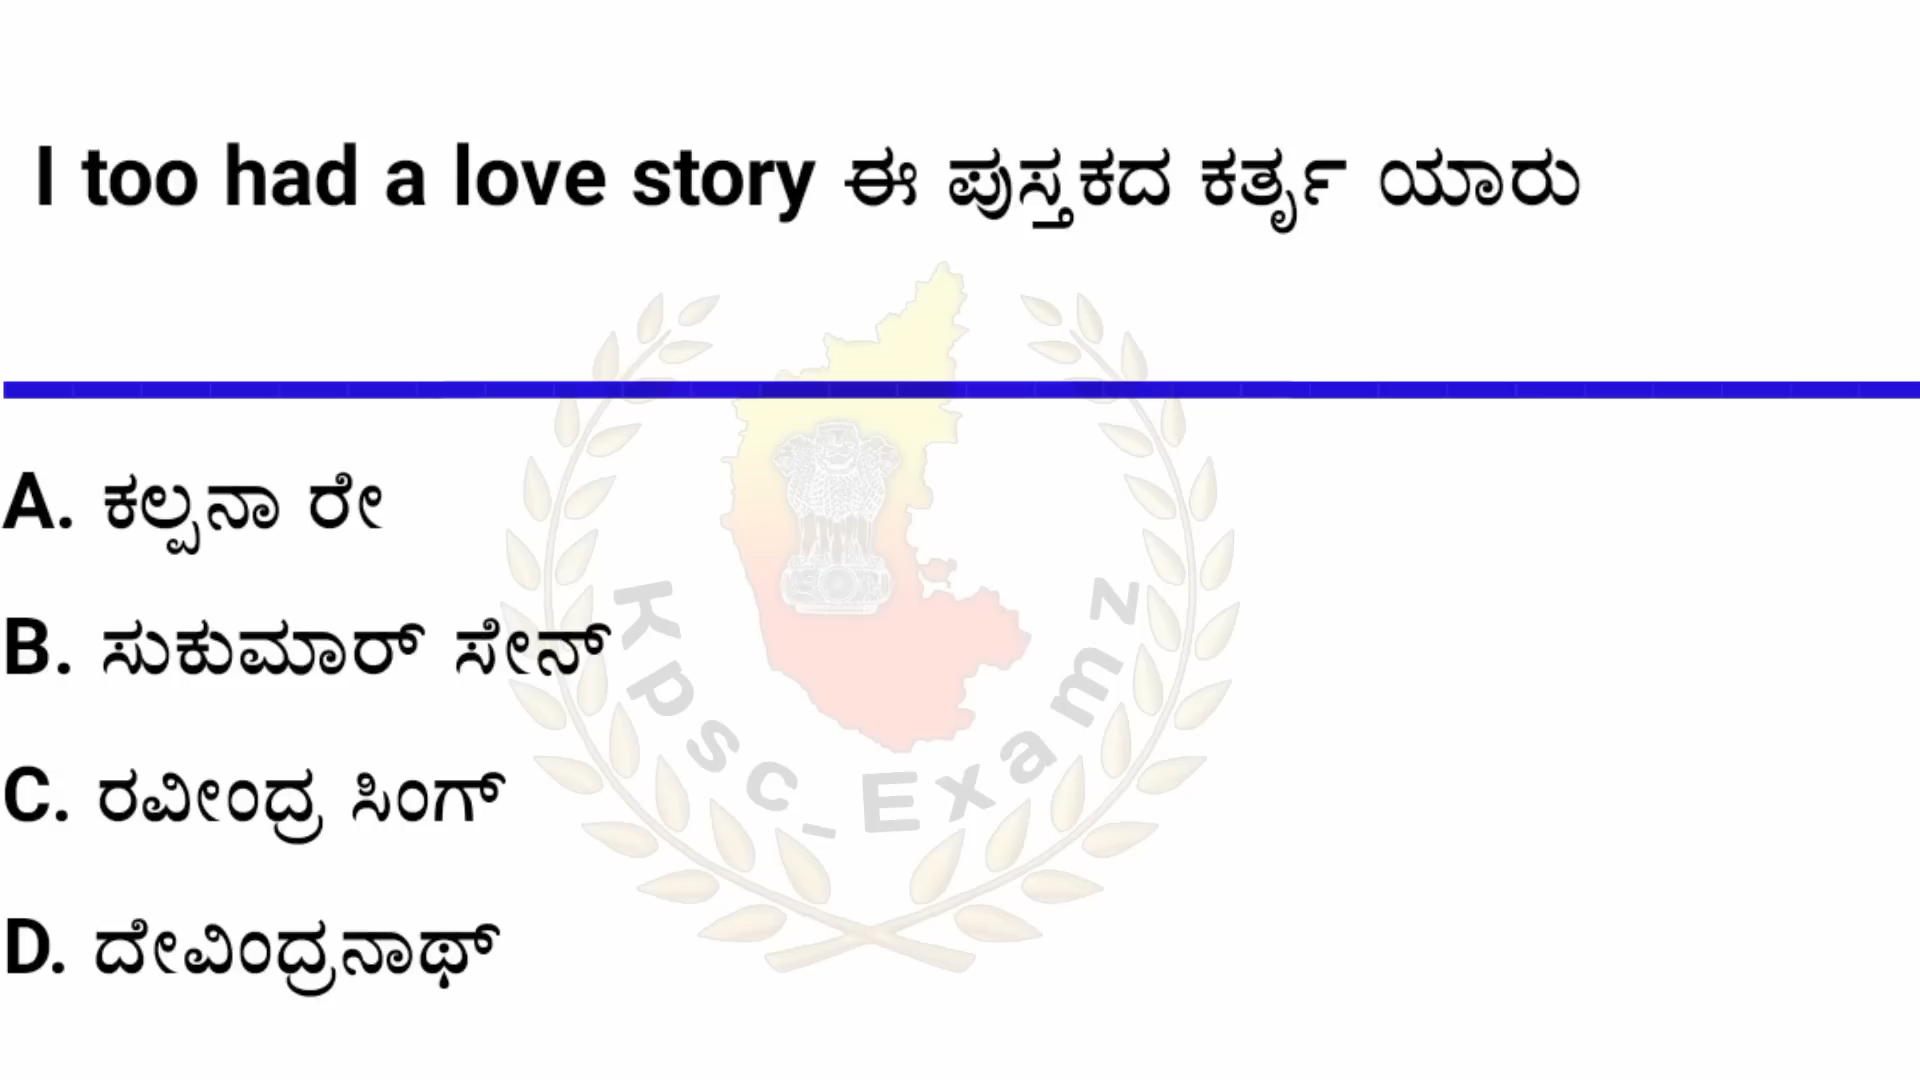 I too had a love story ಈ ಪುಸ್ತಕದ ಕರ್ತೃ ಯಾರು
A. ಕಲ್ಪನಾ ರೇ
B. ಸುಕುಮಾರ್ ಸೇನ್
C. ರವೀಂದ್ರ ಸಿಂಗ್
D. ದೇವಿಂದ್ರನಾಥ್
Kpsc_Examz